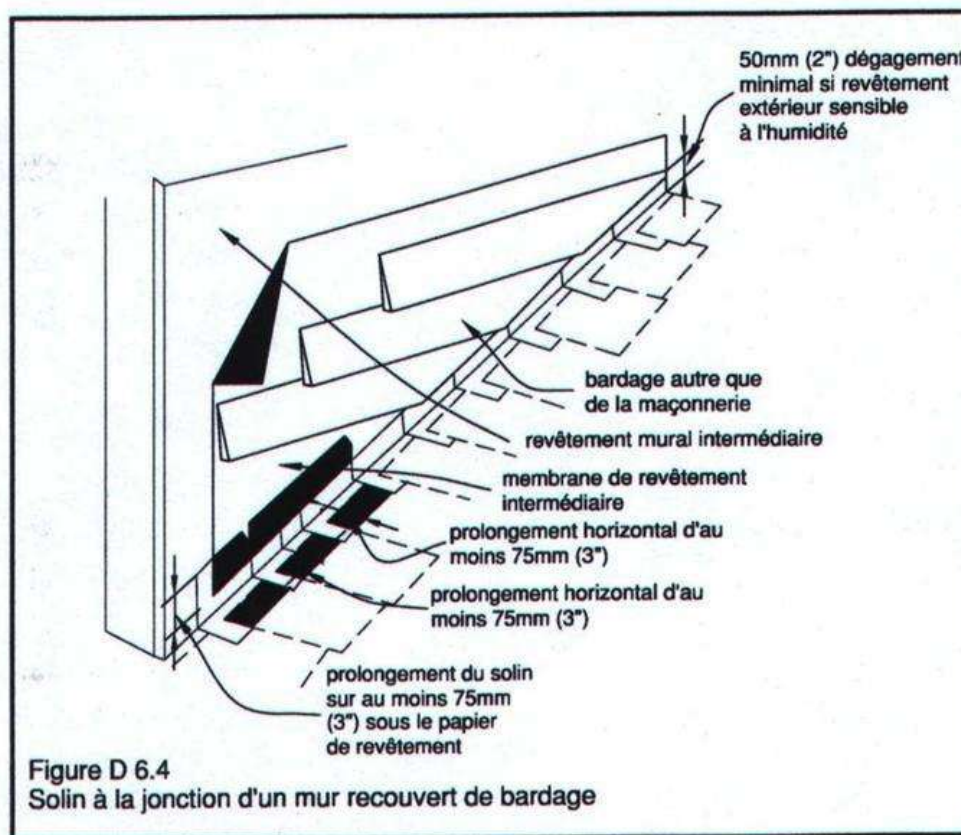 50mm (2") dégagement
minimal si revêtement
extérieur sensible
à l'humidité
bardage autre que
de la maçonnerie
revêtement mural intermédiaire
membrane de revêtement
intermédiaire
prolongement horizontal d'au
moins 75mm (3")
prolongement horizontal d'au
moins 75mm (3")
prolongement du solin
sur au moins 75mm
(3") sous le papier
de revêtement
Figure D 6.4
Solin à la jonction d'un mur recouvert de bardage